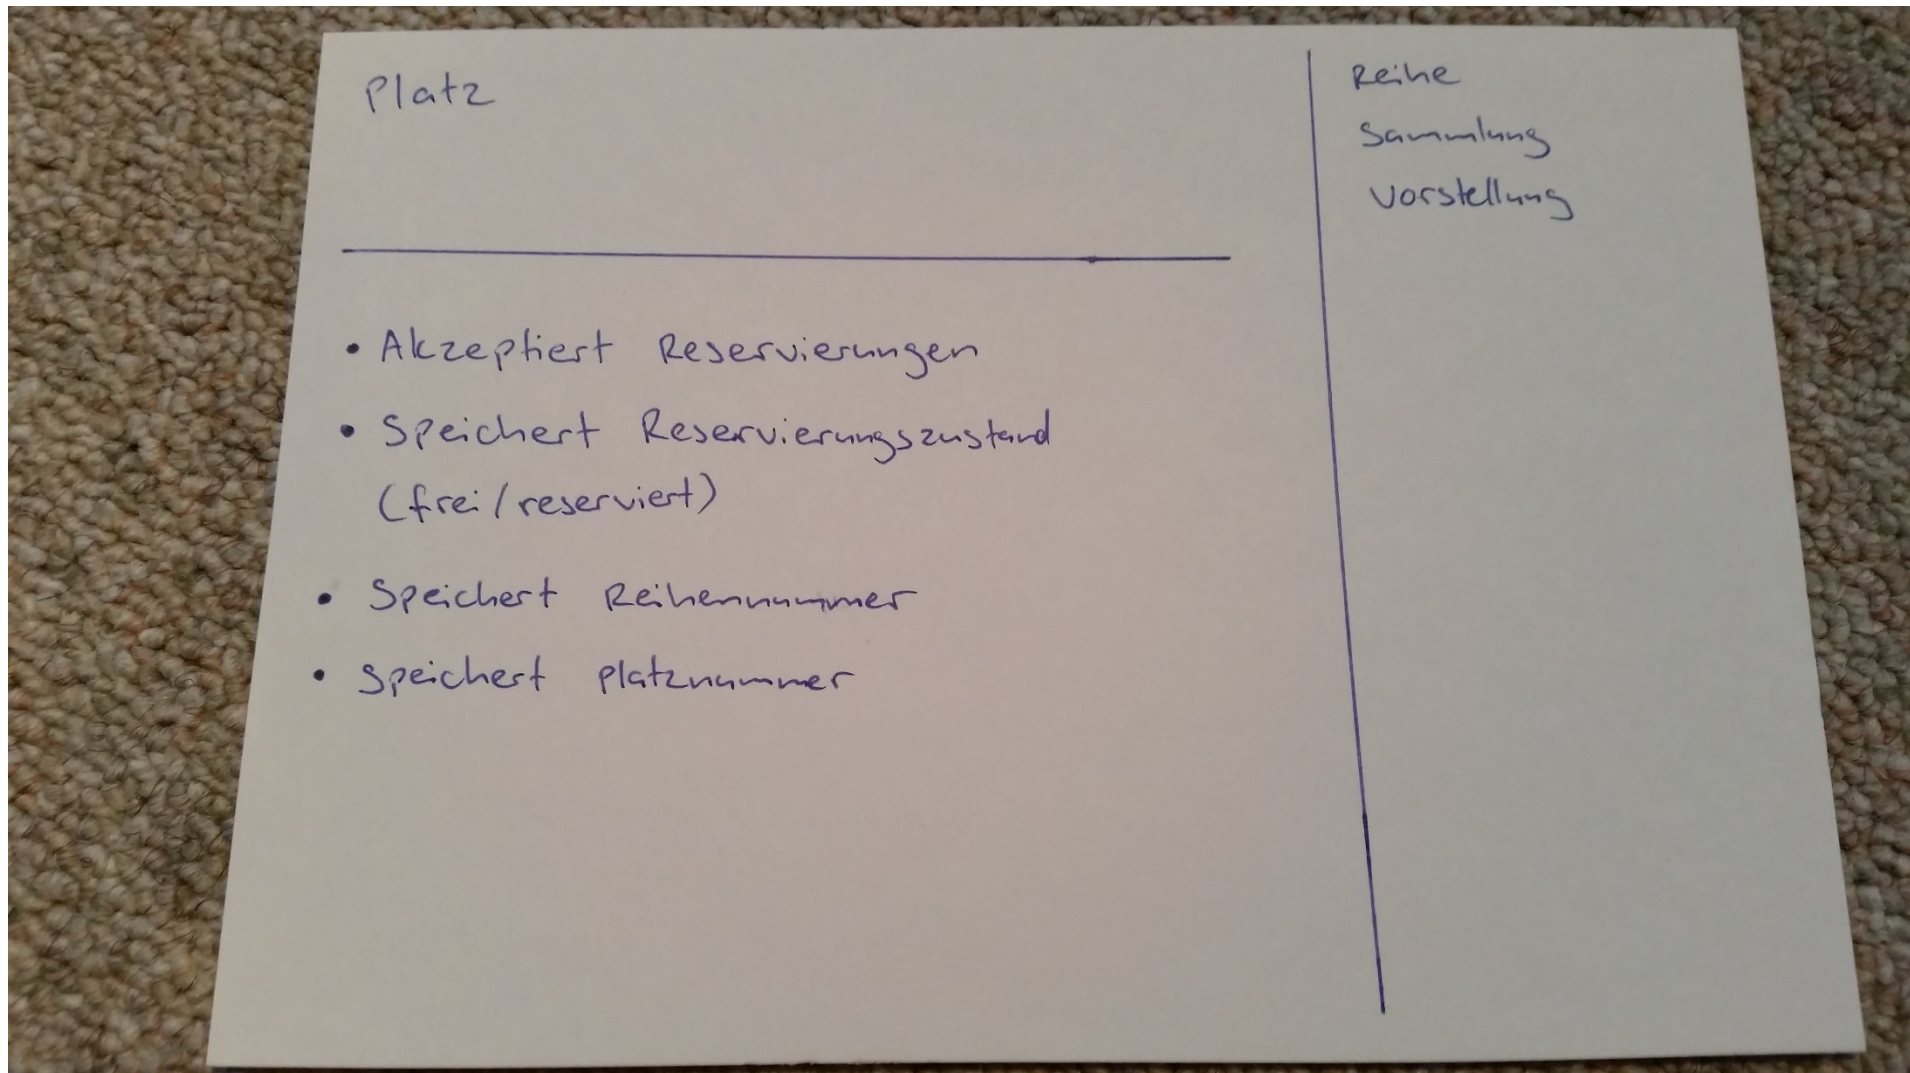 Platz
• Akzeptiert Reservierungen
• Speichert Reservierungszustand
(frei/reserviert)
• Speichert Reihennummer
• Speichert Platznummer
Reihe
Sammlung
Vorstellung